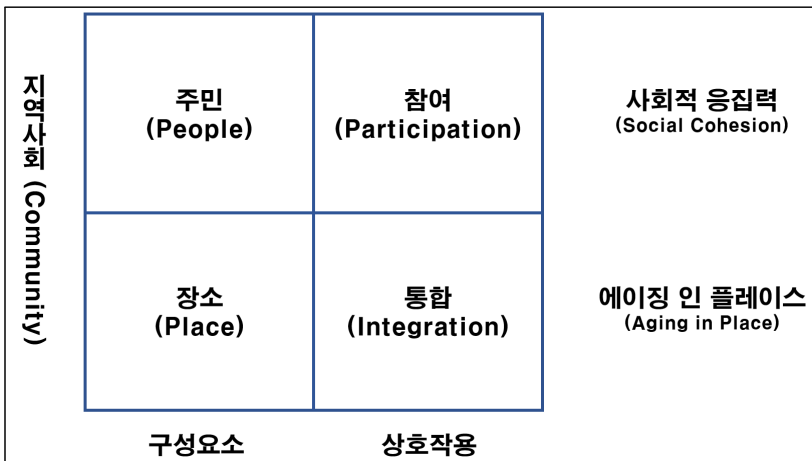 지역사회 (Community)
주민
(People)
참여
(Participation)
사회적 응집력
(Social Cohesion)
장소
(Place)
통합
(Integration)
에이징 인 플레이스
(Aging in Place)
구성요소
상호작용